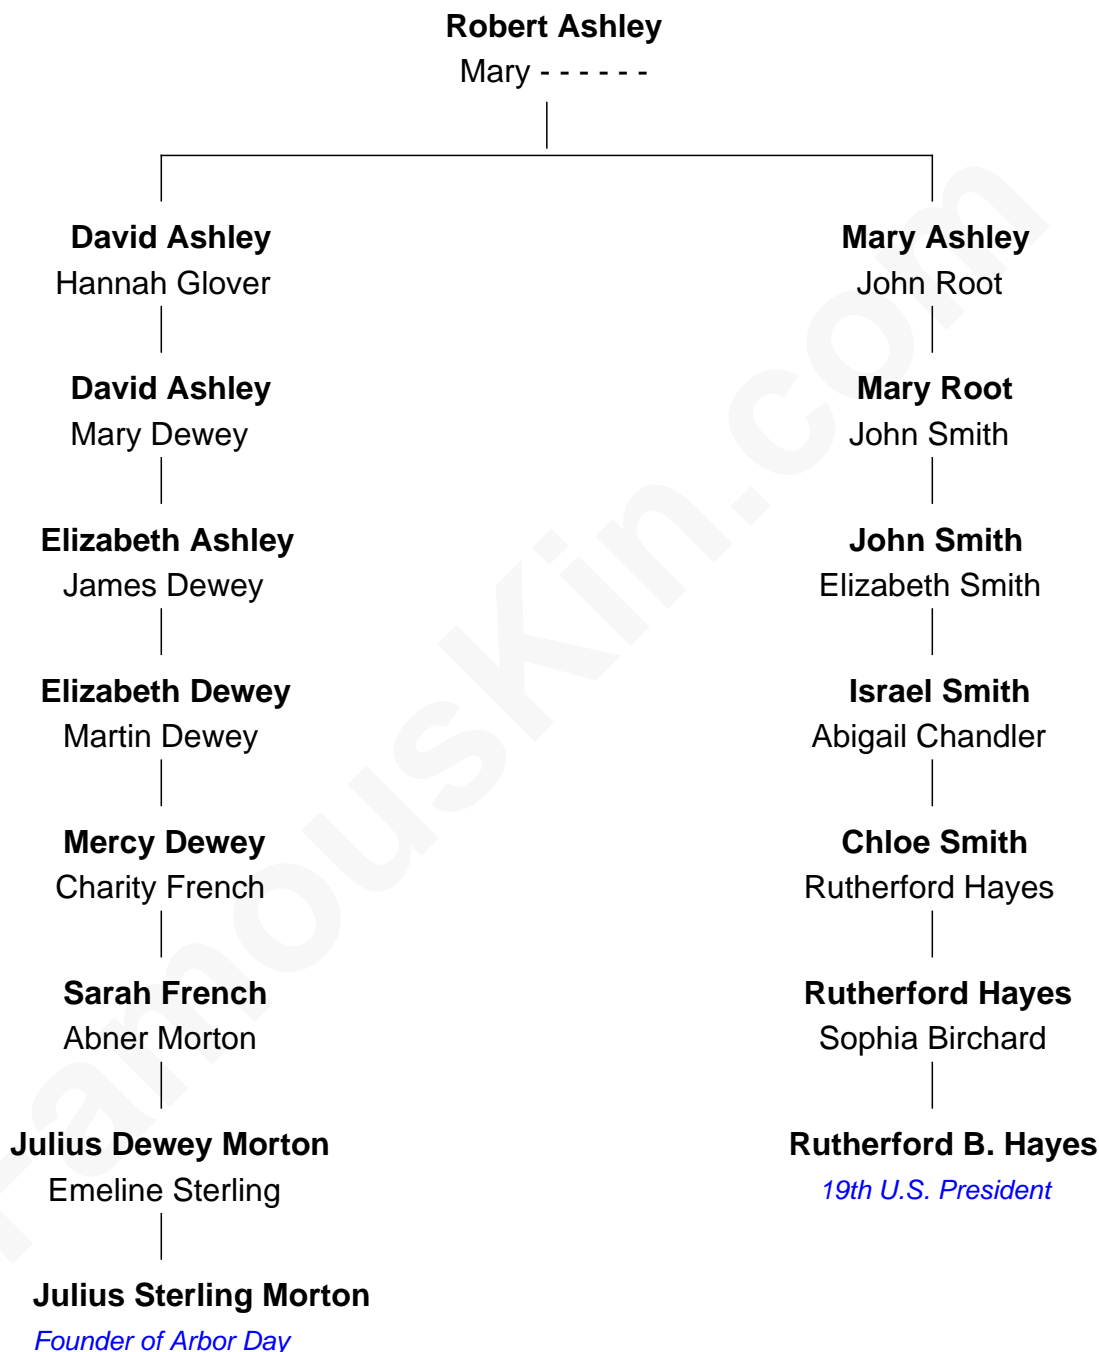 Robert Ashley
Mary - - - - - -
David Ashley
Hannah Glover
Mary Ashley
John Root
David Ashley
Mary Dewey
Mary Root
John Smith
Elizabeth Ashley
James Dewey
John Smith
Elizabeth Smith
Elizabeth Dewey
Martin Dewey
Israel Smith
Abigail Chandler
Mercy Dewey
Charity French
Chloe Smith
Rutherford Hayes
Sarah French
Abner Morton
Rutherford Hayes
Sophia Birchard
Julius Dewey Morton
Emeline Sterling
Rutherford B. Hayes
19th U.S. President
Julius Sterling Morton
Founder of Arbor Day
FamousKin.com